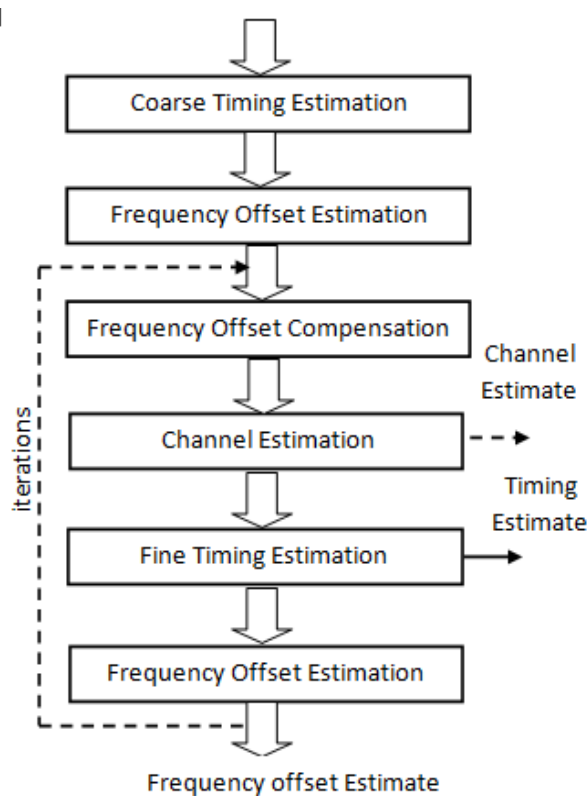 Coarse Timing Estimation
Frequency Offset Estimation
Frequency Offset Compensation
Channel
Estimate
Channel Estimation
iterations
Timing
Estimate
Fine Timing Estimation
Frequency Offset Estimation
Frequency offset Estimate